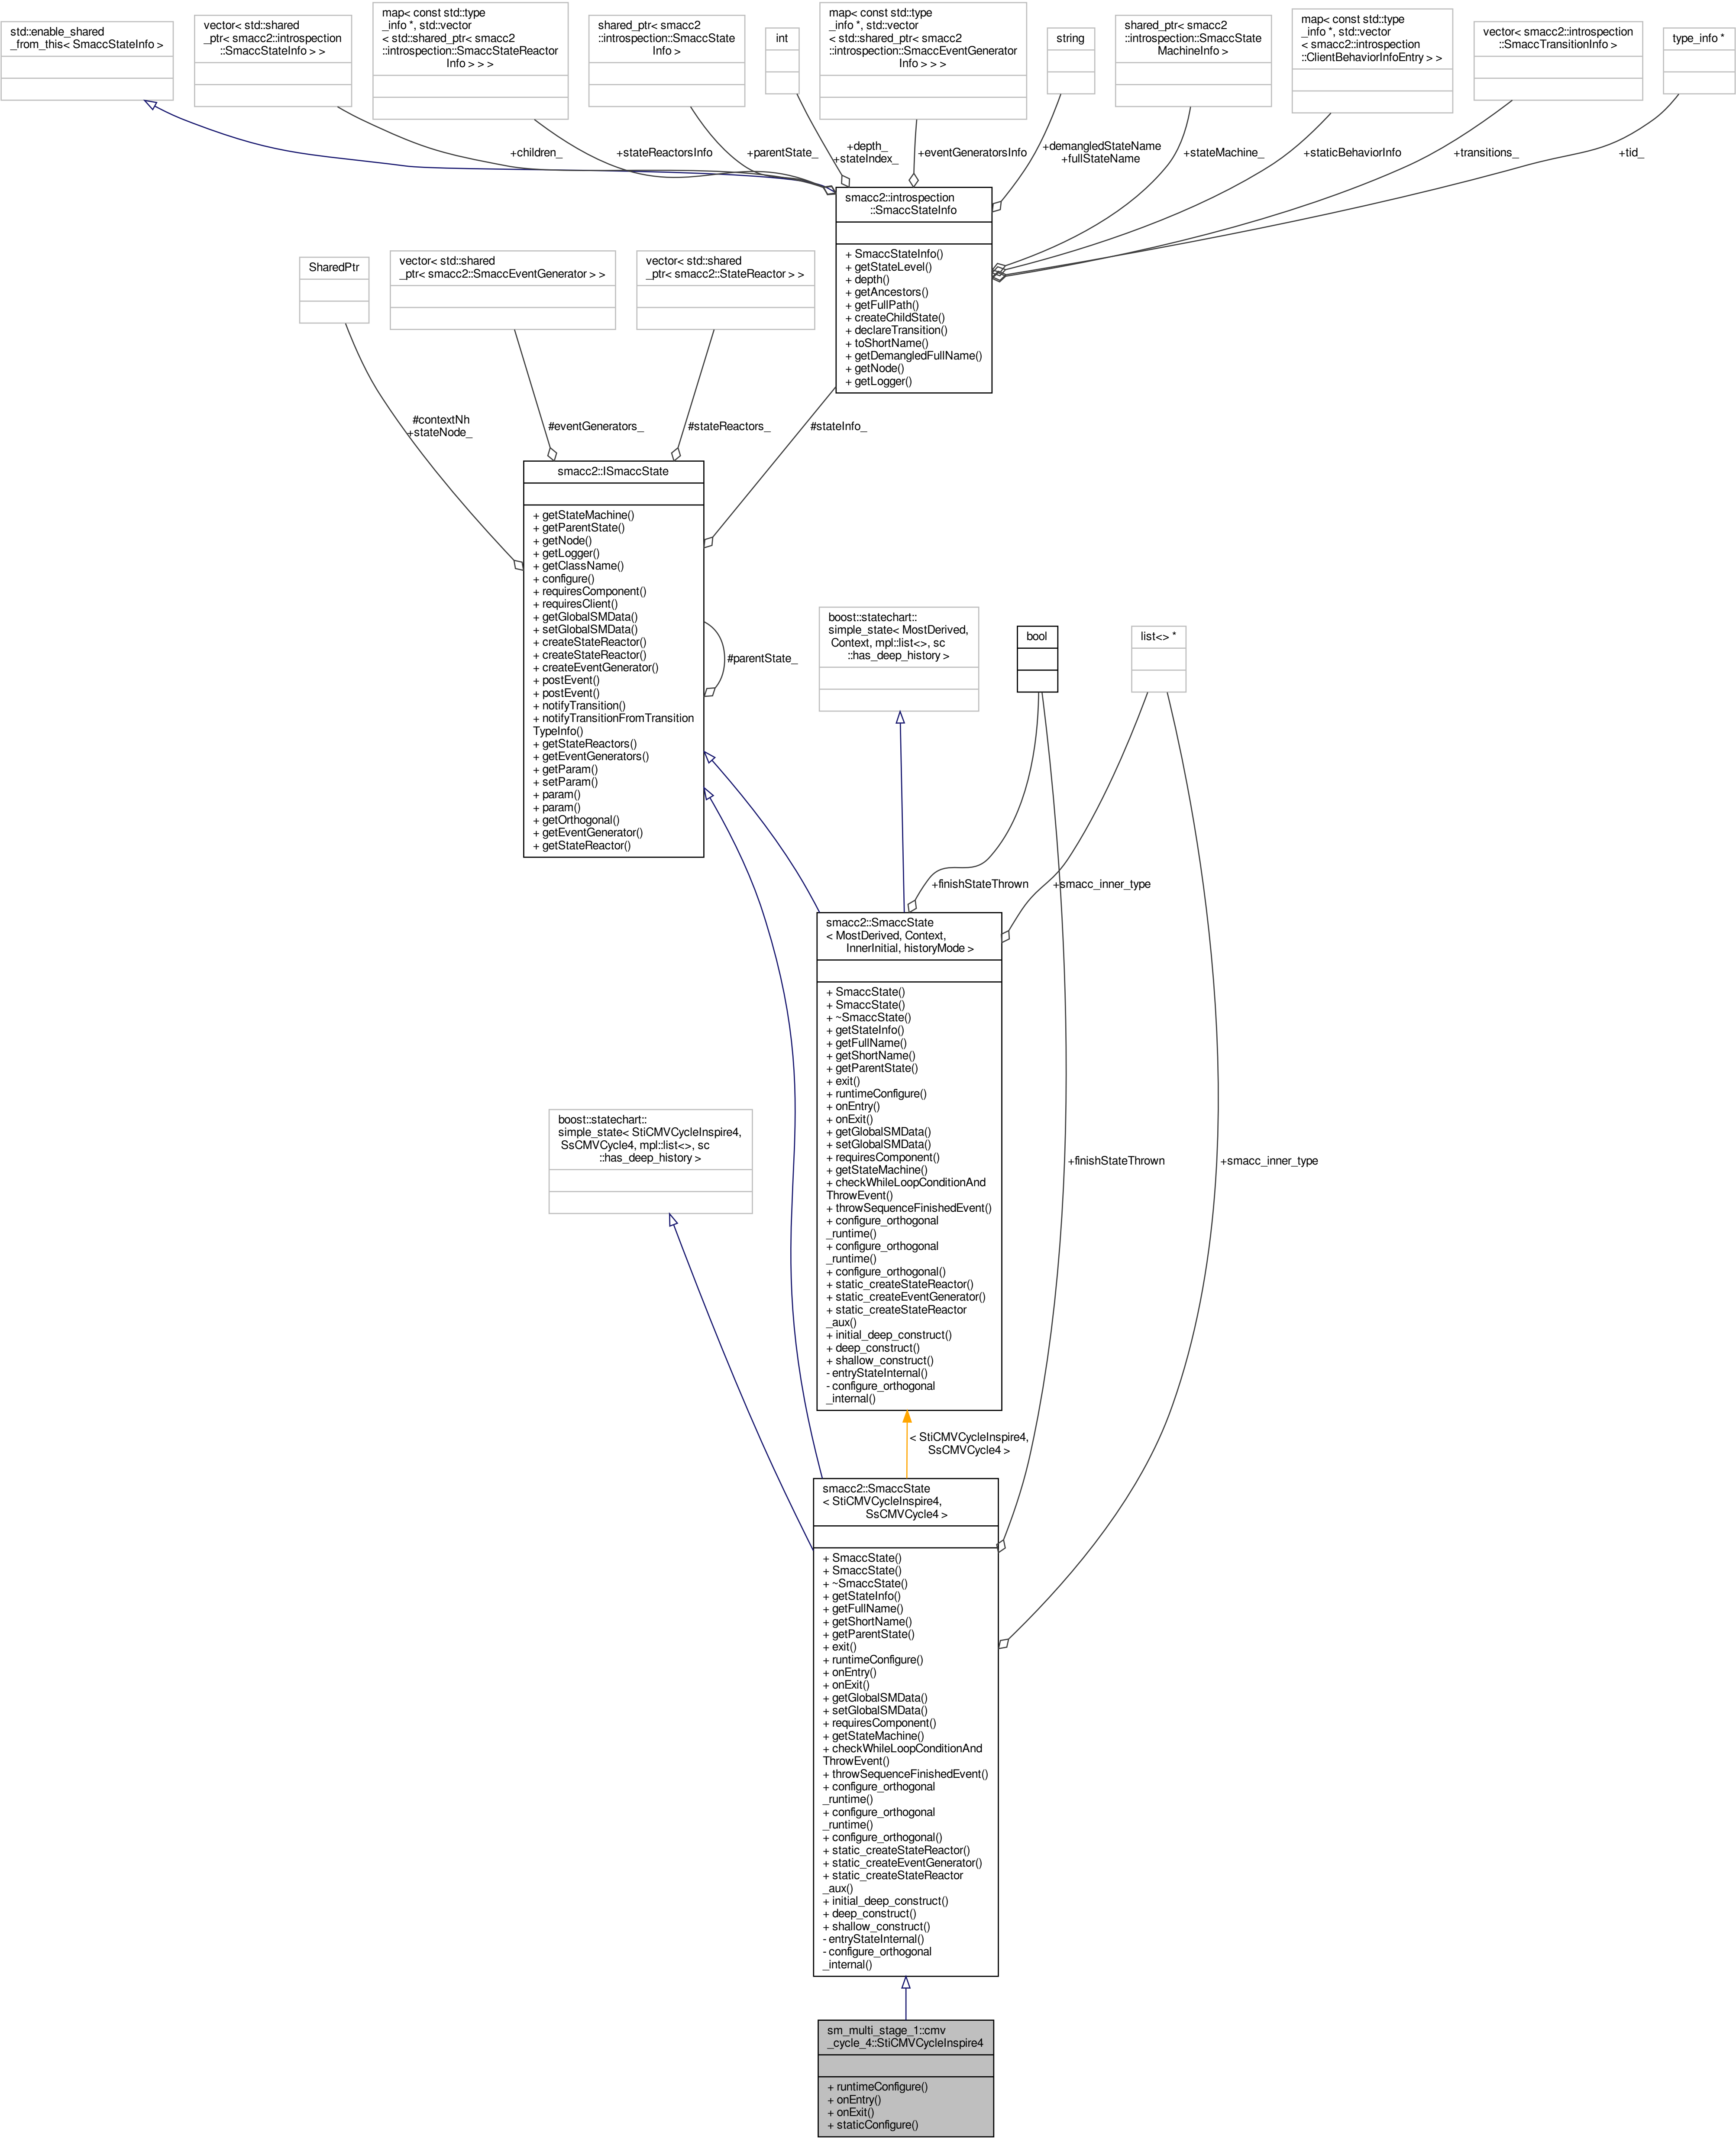 std::enable_shared
_from_this< SmaccStateInfo >
vector< std::shared
_ptr< smacc2::introspection
::SmaccStateInfo > >
map< const std::type
_info *, std::vector
< std::shared_ptr< smacc2
::introspection::SmaccStateReactor
Info > > >
shared_ptr< smacc2
::introspection::SmaccState
Info >
int
map< const std::type
_info *, std::vector
< std::shared_ptr< smacc2
::introspection::SmaccEventGenerator
Info > > >
string
shared_ptr< smacc2
::introspection::SmaccState
MachineInfo >
map< const std::type
_info *, std::vector
< smacc2::introspection
::ClientBehaviorInfoEntry > >
vector< smacc2::introspection
::SmaccTransitionInfo >
type_info *
+children_
+stateReactorsInfo
+parentState_
+depth_
+stateIndex_
+eventGeneratorsInfo
+demangledStateName
+fullStateName
+stateMachine_
+staticBehaviorInfo
+transitions_
+tid_
smacc2::introspection
::SmaccStateInfo
+ SmaccStateInfo()
+ getStateLevel()
+ depth()
+ getAncestors()
+ getFullPath()
+ createChildState()
+ declareTransition()
+ toShortName()
+ getDemangledFullName()
+ getNode()
+ getLogger()
SharedPtr
vector< std::shared
_ptr< smacc2::SmaccEventGenerator > >
vector< std::shared
_ptr< smacc2::StateReactor > >
#contextNh
+stateNode_
#eventGenerators_
#stateReactors_
#stateInfo_
smacc2::ISmaccState
+ getStateMachine()
+ getParentState()
+ getNode()
+ getLogger()
+ getClassName()
+ configure()
+ requiresComponent()
+ requiresClient()
+ getGlobalSMData()
+ setGlobalSMData()
+ createStateReactor()
+ createStateReactor()
+ createEventGenerator()
+ postEvent()
+ postEvent()
+ notifyTransition()
+ notifyTransitionFromTransition
TypeInfo()
+ getStateReactors()
+ getEventGenerators()
+ getParam()
+ setParam()
+ param()
+ param()
+ getOrthogonal()
+ getEventGenerator()
+ getStateReactor()
#parentState_
boost::statechart::
simple_state< MostDerived,
Context, mpl::list<>, sc
::has_deep_history >
bool
list<> *
+finishStateThrown
+smacc_inner_type
smacc2::SmaccState
< MostDerived, Context,
InnerInitial, historyMode >
+ SmaccState()
+ SmaccState()
+ ~SmaccState()
+ getStateInfo()
+ getFullName()
+ getShortName()
+ getParentState()
+ exit()
+ runtimeConfigure()
+ onEntry()
+ onExit()
+ getGlobalSMData()
+ setGlobalSMData()
+ requiresComponent()
+ getStateMachine()
+ checkWhileLoopConditionAnd
ThrowEvent()
+ throwSequenceFinishedEvent()
+ configure_orthogonal
_runtime()
+ configure_orthogonal
_runtime()
+ configure_orthogonal()
+ static_createStateReactor()
+ static_createEventGenerator()
+ static_createStateReactor
_aux()
+ initial_deep_construct()
+ deep_construct()
+ shallow_construct()
- entryStateInternal()
- configure_orthogonal
_internal()
boost::statechart::
simple_state< StiCMVCycleInspire4,
SsCMVCycle4, mpl::list<>, sc
::has_deep_history >
+finishStateThrown
+smacc_inner_type
< StiCMVCycleInspire4,
SsCMVCycle4 >
smacc2::SmaccState
< StiCMVCycleInspire4,
SsCMVCycle4 >
+ SmaccState()
+ SmaccState()
+ ~SmaccState()
+ getStateInfo()
+ getFullName()
+ getShortName()
+ getParentState()
+ exit()
+ runtimeConfigure()
+ onEntry()
+ onExit()
+ getGlobalSMData()
+ setGlobalSMData()
+ requiresComponent()
+ getStateMachine()
+ checkWhileLoopConditionAnd
ThrowEvent()
+ throwSequenceFinishedEvent()
+ configure_orthogonal
_runtime()
+ configure_orthogonal
_runtime()
+ configure_orthogonal()
+ static_createStateReactor()
+ static_createEventGenerator()
+ static_createStateReactor
_aux()
+ initial_deep_construct()
+ deep_construct()
+ shallow_construct()
- entryStateInternal()
- configure_orthogonal
_internal()
sm_multi_stage_1::cmv
_cycle_4::StiCMVCycleInspire4
+ runtimeConfigure()
+ onEntry()
+ onExit()
+ staticConfigure()